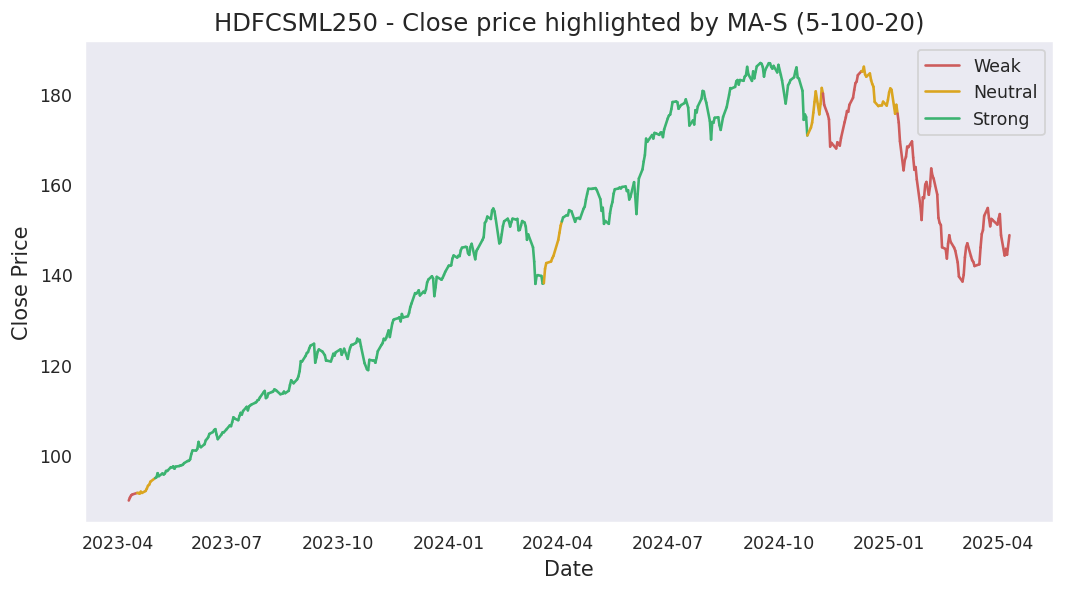 HDFCSML250 - Close price highlighted by MA-S (5-100-20)
Weak
Neutral
Strong
Close Price
180
160
140
120
100
2023-04 2023-07 2023-10 2024-01 2024-04 2024-07 2024-10 2025-01 2025-04
Date